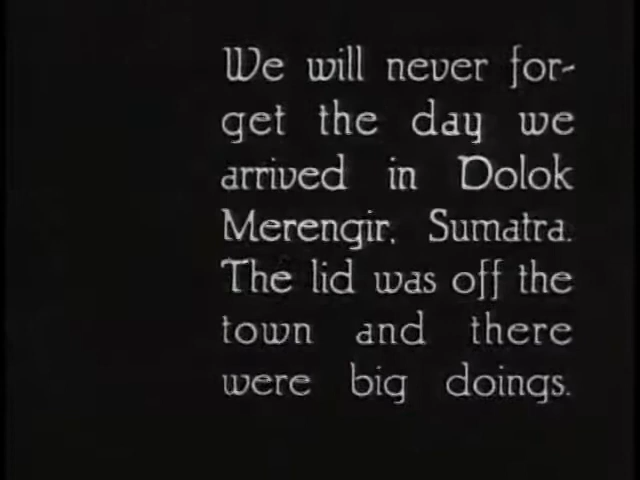 We will never for-
get the day we
arrived in Dolok
Merengir, Sumatra.
The lid was off the
town and there
were big doings.